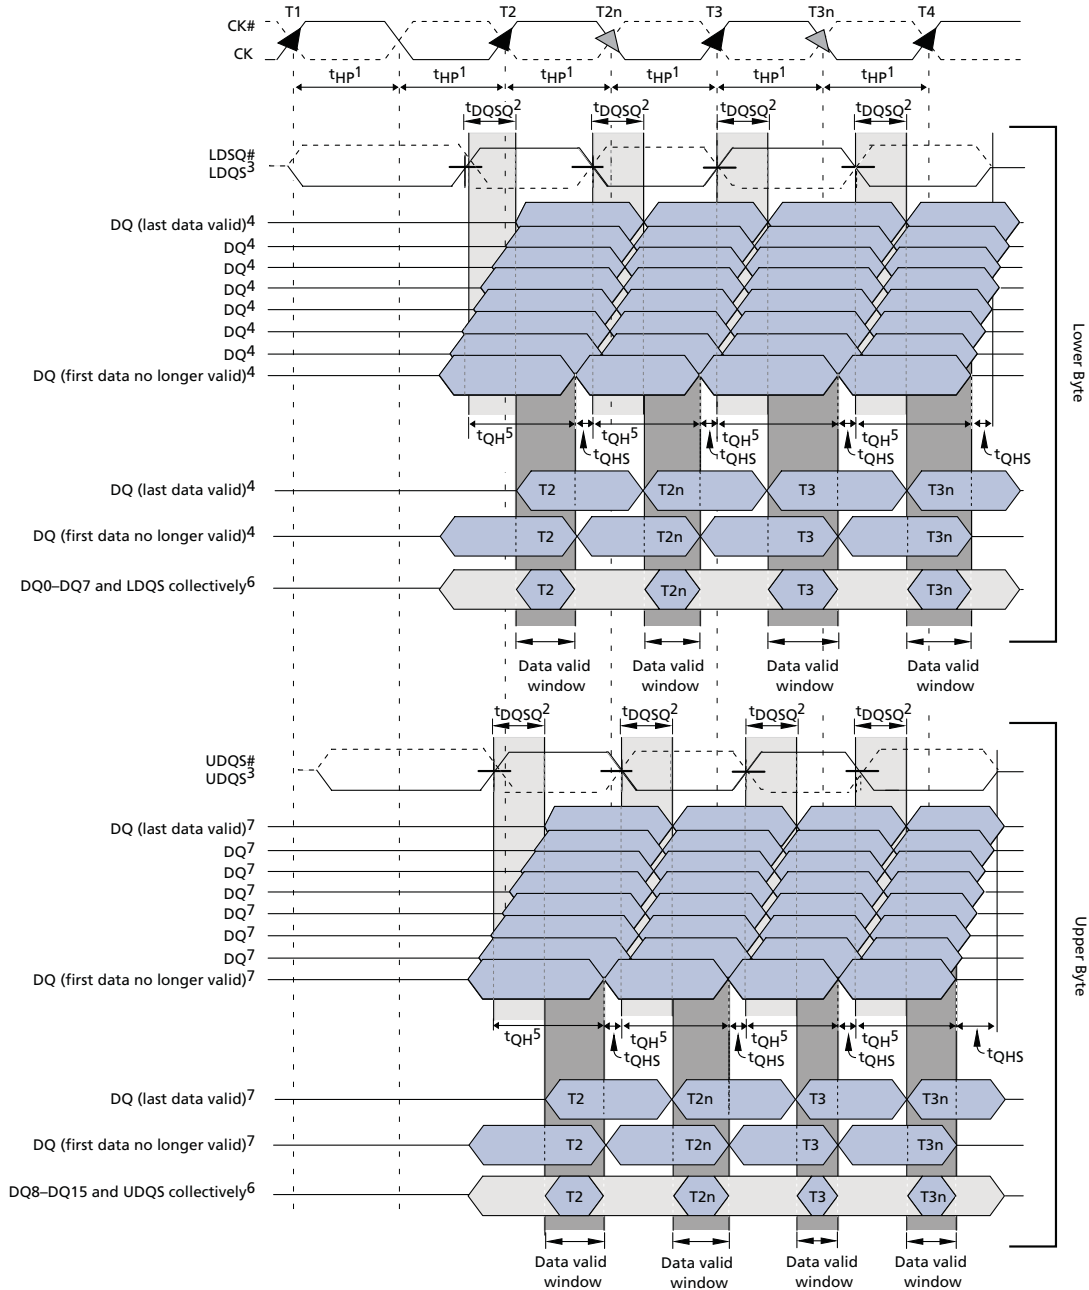 T1 T2 T2n T3 T3n T4
CK#
CK
tHP1 tHP1 tHP1 tHP1 tHP1 tHP1
tDQSQ2 tDQSQ2 tDQSQ2 tDQSQ2
LDSQ#
LDQS3
DQ (last data valid)4
DQ4
DQ4
DQ4
DQ4
DQ4
DQ4
DQ (first data no longer valid)4
tQH5 tQH5 tQH5 tQH5
tQHS tQHS tQHS tQHS
DQ (last data valid)4 T2 T2n T3 T3n
DQ (first data no longer valid)4 T2 T2n T3 T3n
DQ0–DQ7 and LDQS collectively6 T2 T2n T3 T3n
Data valid window Data valid window Data valid window Data valid window
Lower Byte
tDQSQ2 tDQSQ2 tDQSQ2 tDQSQ2
UDQS#
UDQS3
DQ (last data valid)7
DQ7
DQ7
DQ7
DQ7
DQ7
DQ7
DQ (first data no longer valid)7
tQH5 tQH5 tQH5 tQH5
tQHS tQHS tQHS tQHS
DQ (last data valid)7 T2 T2n T3 T3n
DQ (first data no longer valid)7 T2 T2n T3 T3n
DQ8–DQ15 and UDQS collectively6 T2 T2n T3 T3n
Data valid window Data valid window Data valid window Data valid window
Upper Byte